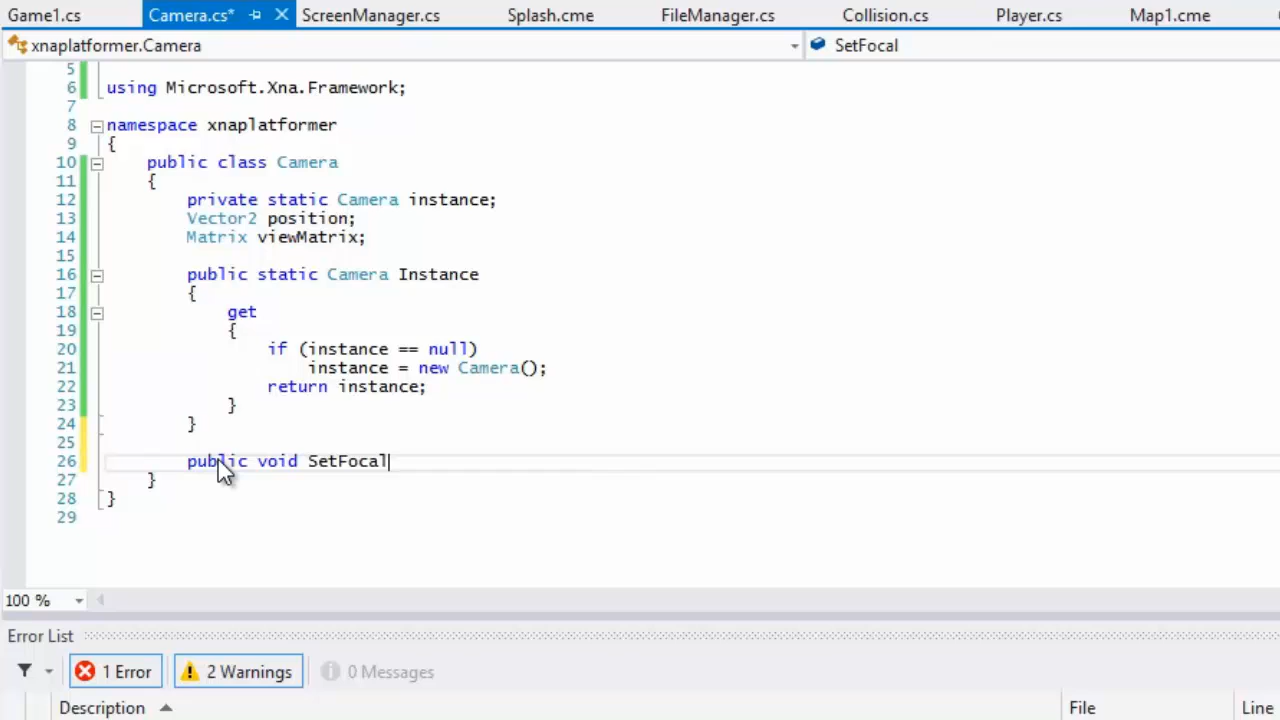 Game1.cs Camera.cs* ScreenManager.cs Splash.cme FileManager.cs Collision.cs Player.cs Map1.cme
xnaplatformer.Camera SetFocal
5
6 using Microsoft.Xna.Framework;
7
8 namespace xnaplatformer
9 {
10 public class Camera
11 {
12 private static Camera instance;
13 Vector2 position;
14 Matrix viewMatrix;
15
16 public static Camera Instance
17 {
18 get
19 {
20 if (instance == null)
21 instance = new Camera();
22 return instance;
23 }
24 }
25
26 public void SetFocal
27 }
28 }
29
100 %
Error List
1 Error 2 Warnings 0 Messages
Description File Line